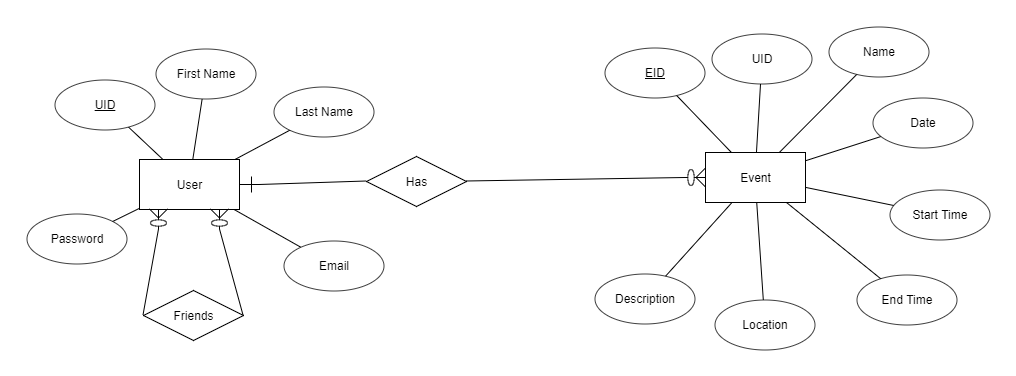 First Name
UID
Last Name
User
Password
Email
Friends
Has
EID
UID
Name
Date
Event
Start Time
Description
Location
End Time